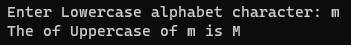 Enter Lowercase alphabet character: m
The of Uppercase of m is M